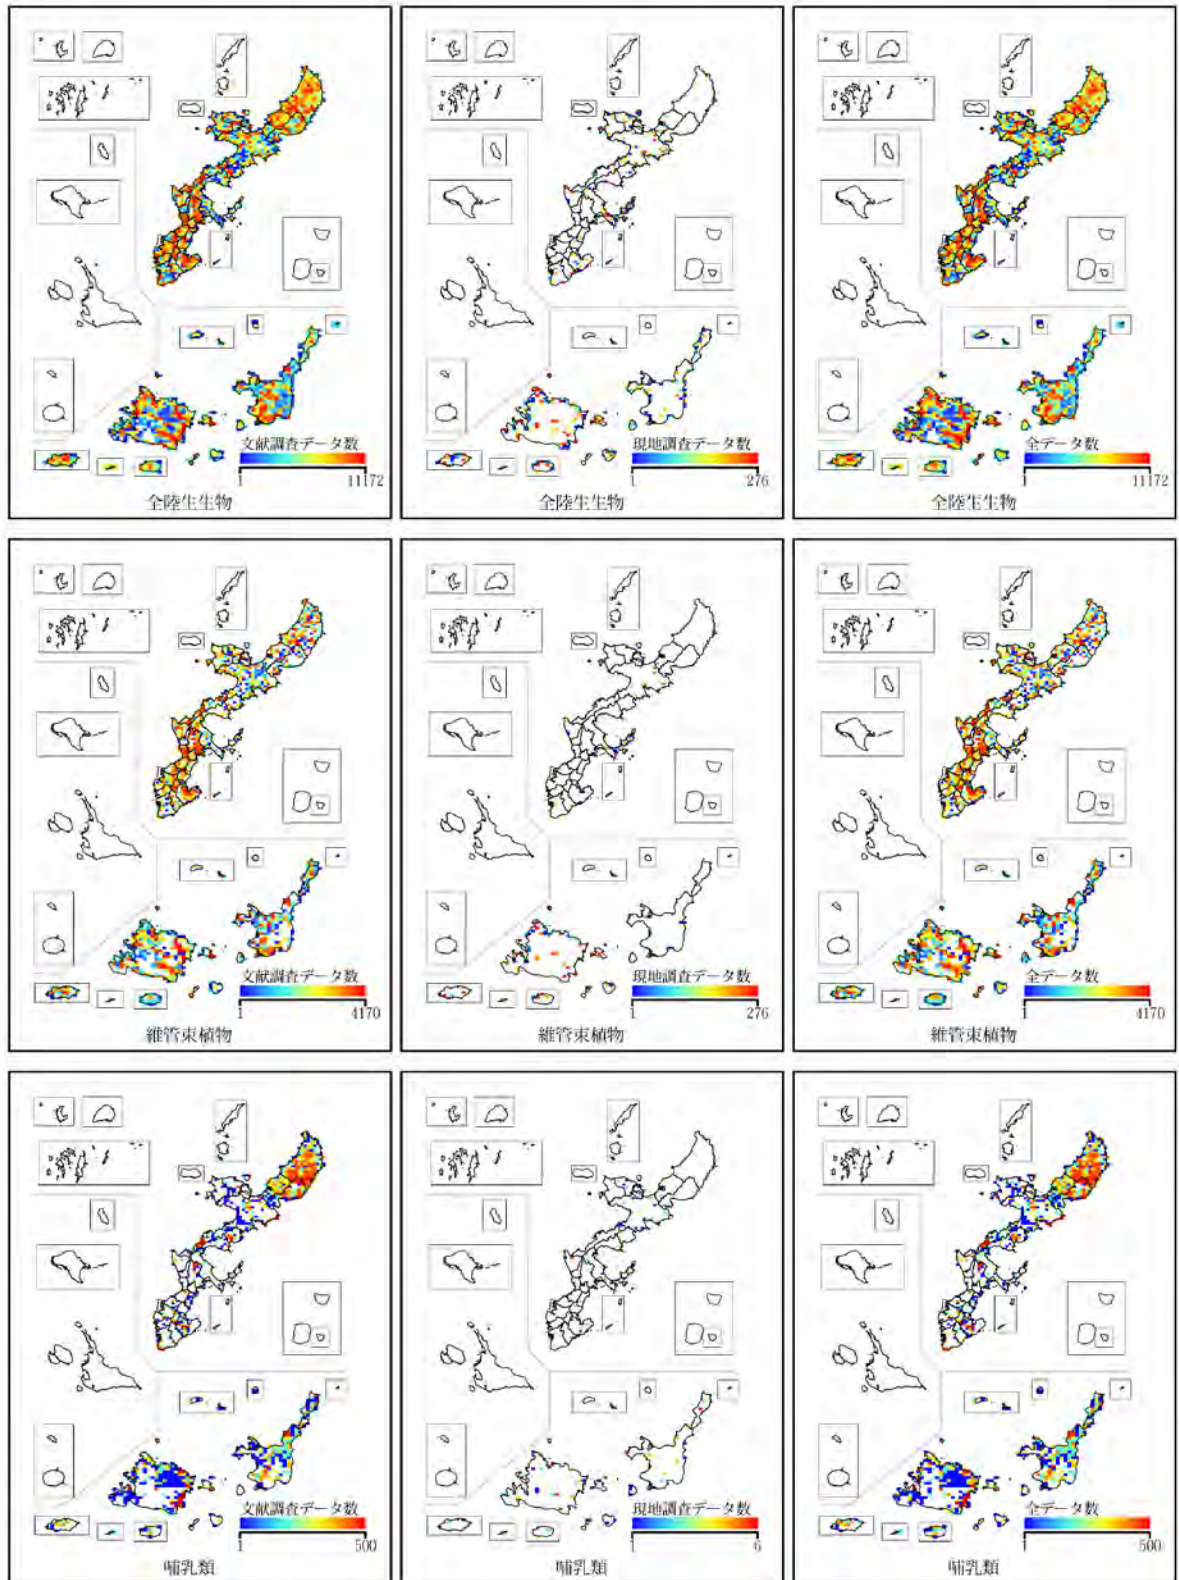 文献調査データ数
1 11172
全陸生生物
現地調査データ数
1 276
全陸生生物
全データ数
1 11172
全陸生生物
文献調査データ数
1 4170
維管束植物
現地調査データ数
1 276
維管束植物
全データ数
1 4170
維管束植物
文献調査データ数
1 500
哺乳類
現地調査データ数
1 6
哺乳類
全データ数
1 500
哺乳類